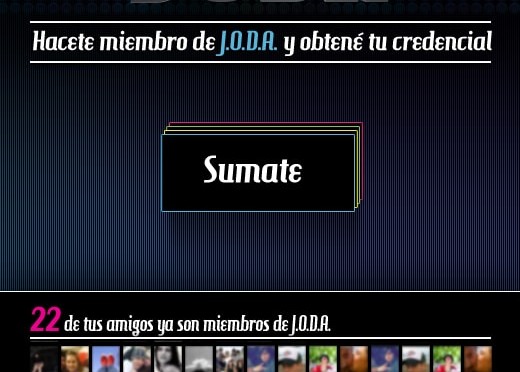 Hacete miembro de J.O.D.A. y obtené tu credencial
Sumate
22 de tus amigos ya son miembros de J.O.D.A.